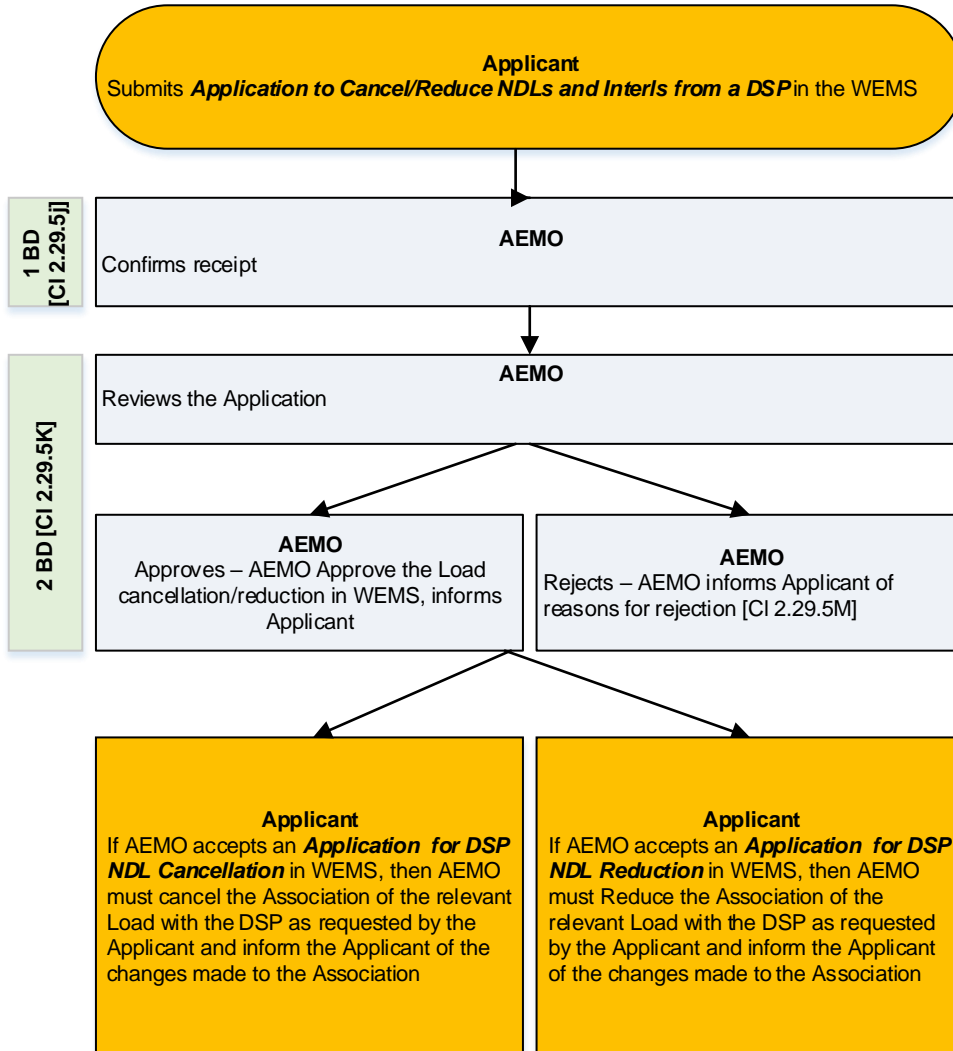 Applicant
Submits Application to Cancel/Reduce NDLs and Interls from a DSP in the WEMS
1 BD
[Cl 2.29.5j]
AEMO
Confirms receipt
2 BD [Cl 2.29.5K]
AEMO
Reviews the Application
AEMO
Approves – AEMO Approve the Load
cancellation/reduction in WEMS, informs
Applicant
AEMO
Rejects – AEMO informs Applicant of
reasons for rejection [Cl 2.29.5M]
Applicant
If AEMO accepts an Application for DSP
NDL Cancellation in WEMS, then AEMO
must cancel the Association of the relevant
Load with the DSP as requested by the
Applicant and inform the Applicant of the
changes made to the Association
Applicant
If AEMO accepts an Application for DSP
NDL Reduction in WEMS, then AEMO
must Reduce the Association of the
relevant Load with the DSP as requested
by the Applicant and inform the Applicant
of the changes made to the Association